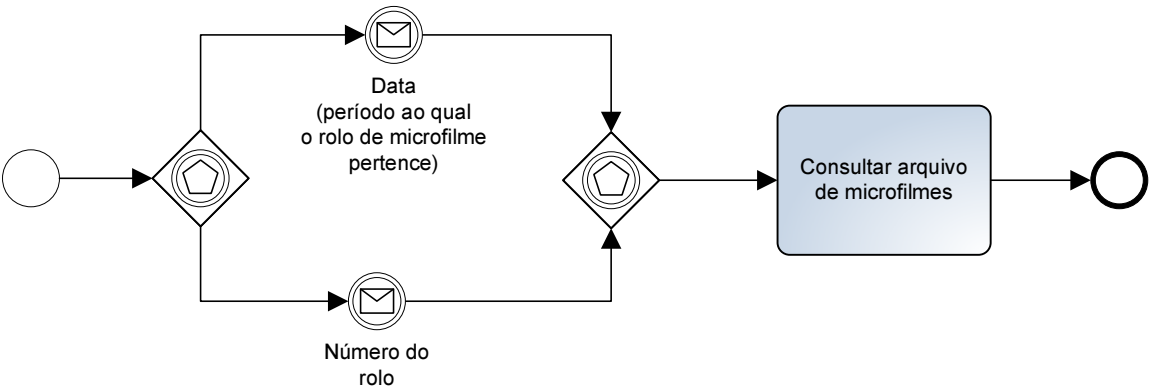 Data
(período ao qual
o rolo de microfilme
pertence)
Consultar arquivo
de microfilmes
Número do
rolo